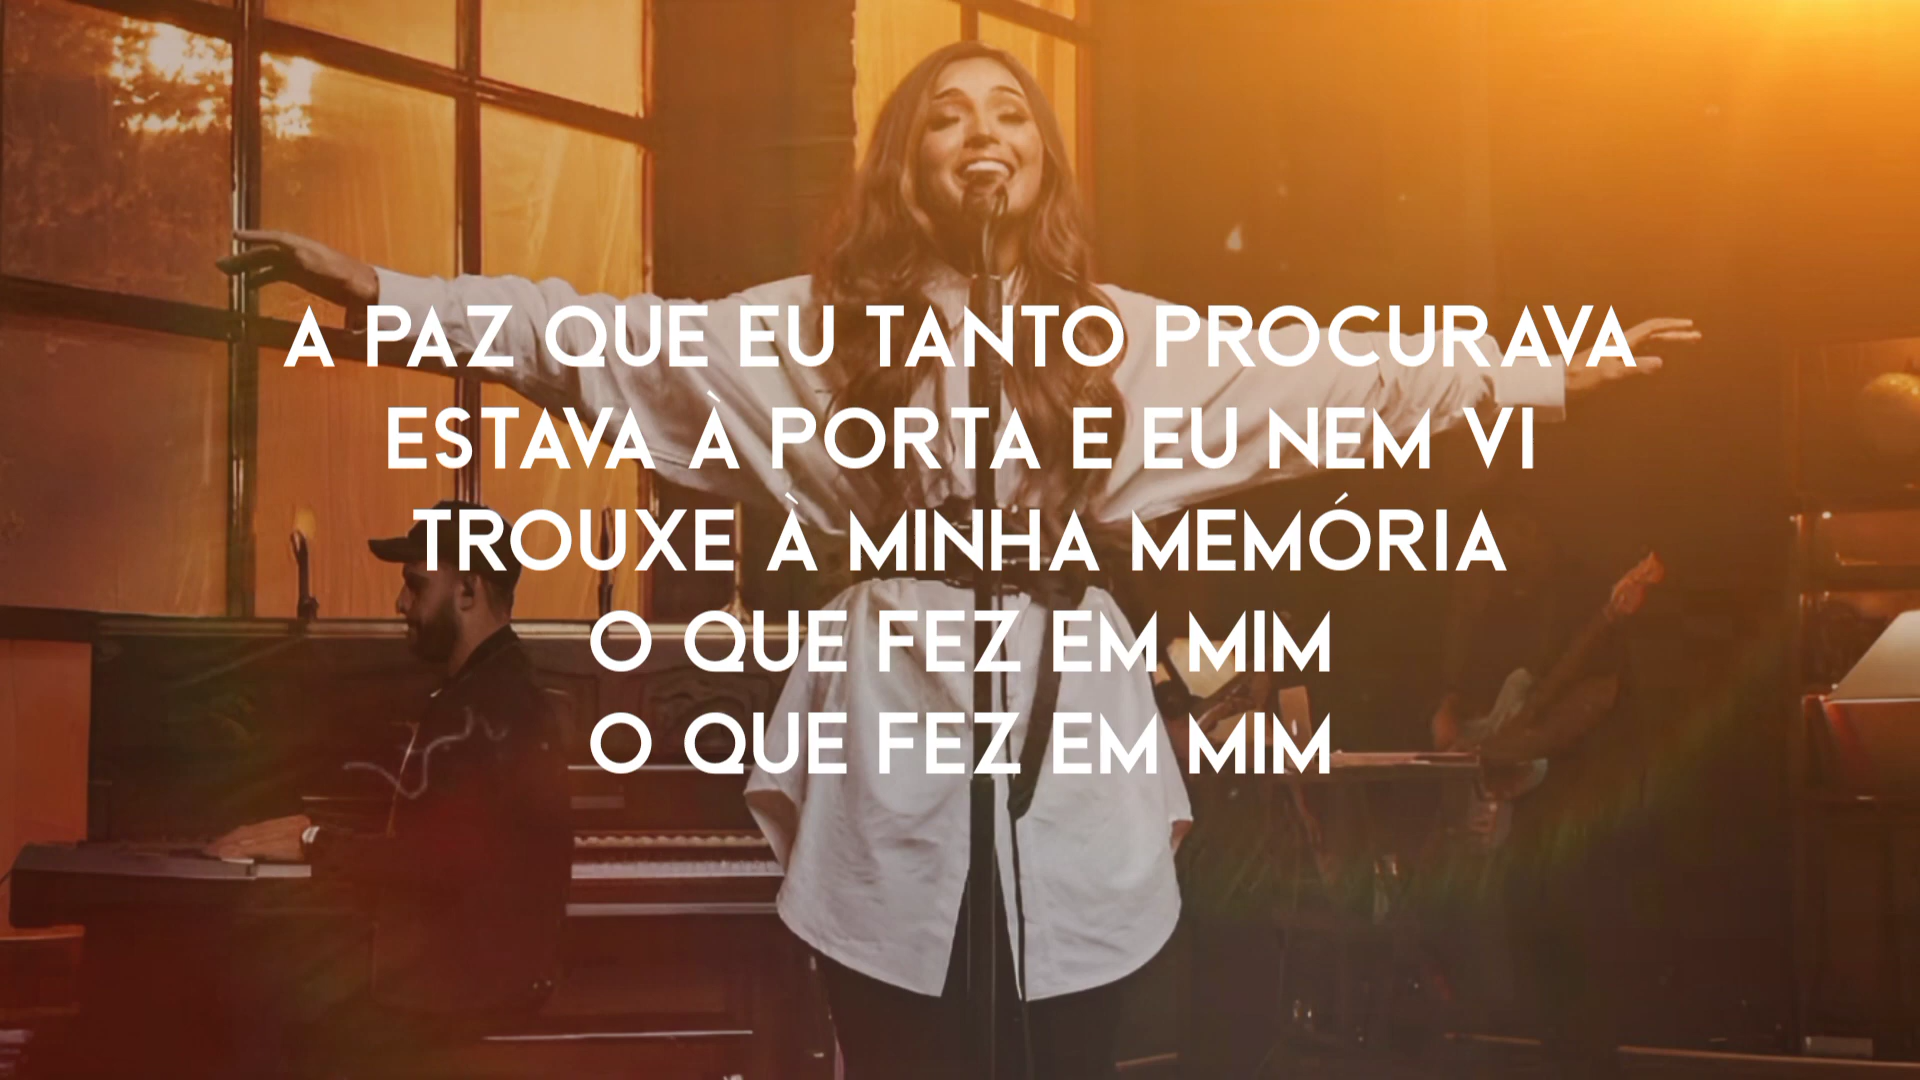 A PAZ QUE EU TANTO PROCURAVA
ESTAVA À PORTA E EU NEM VI
TROUXE À MINHA MEMÓRIA
O QUE FEZ EM MIM
O QUE FEZ EM MIM